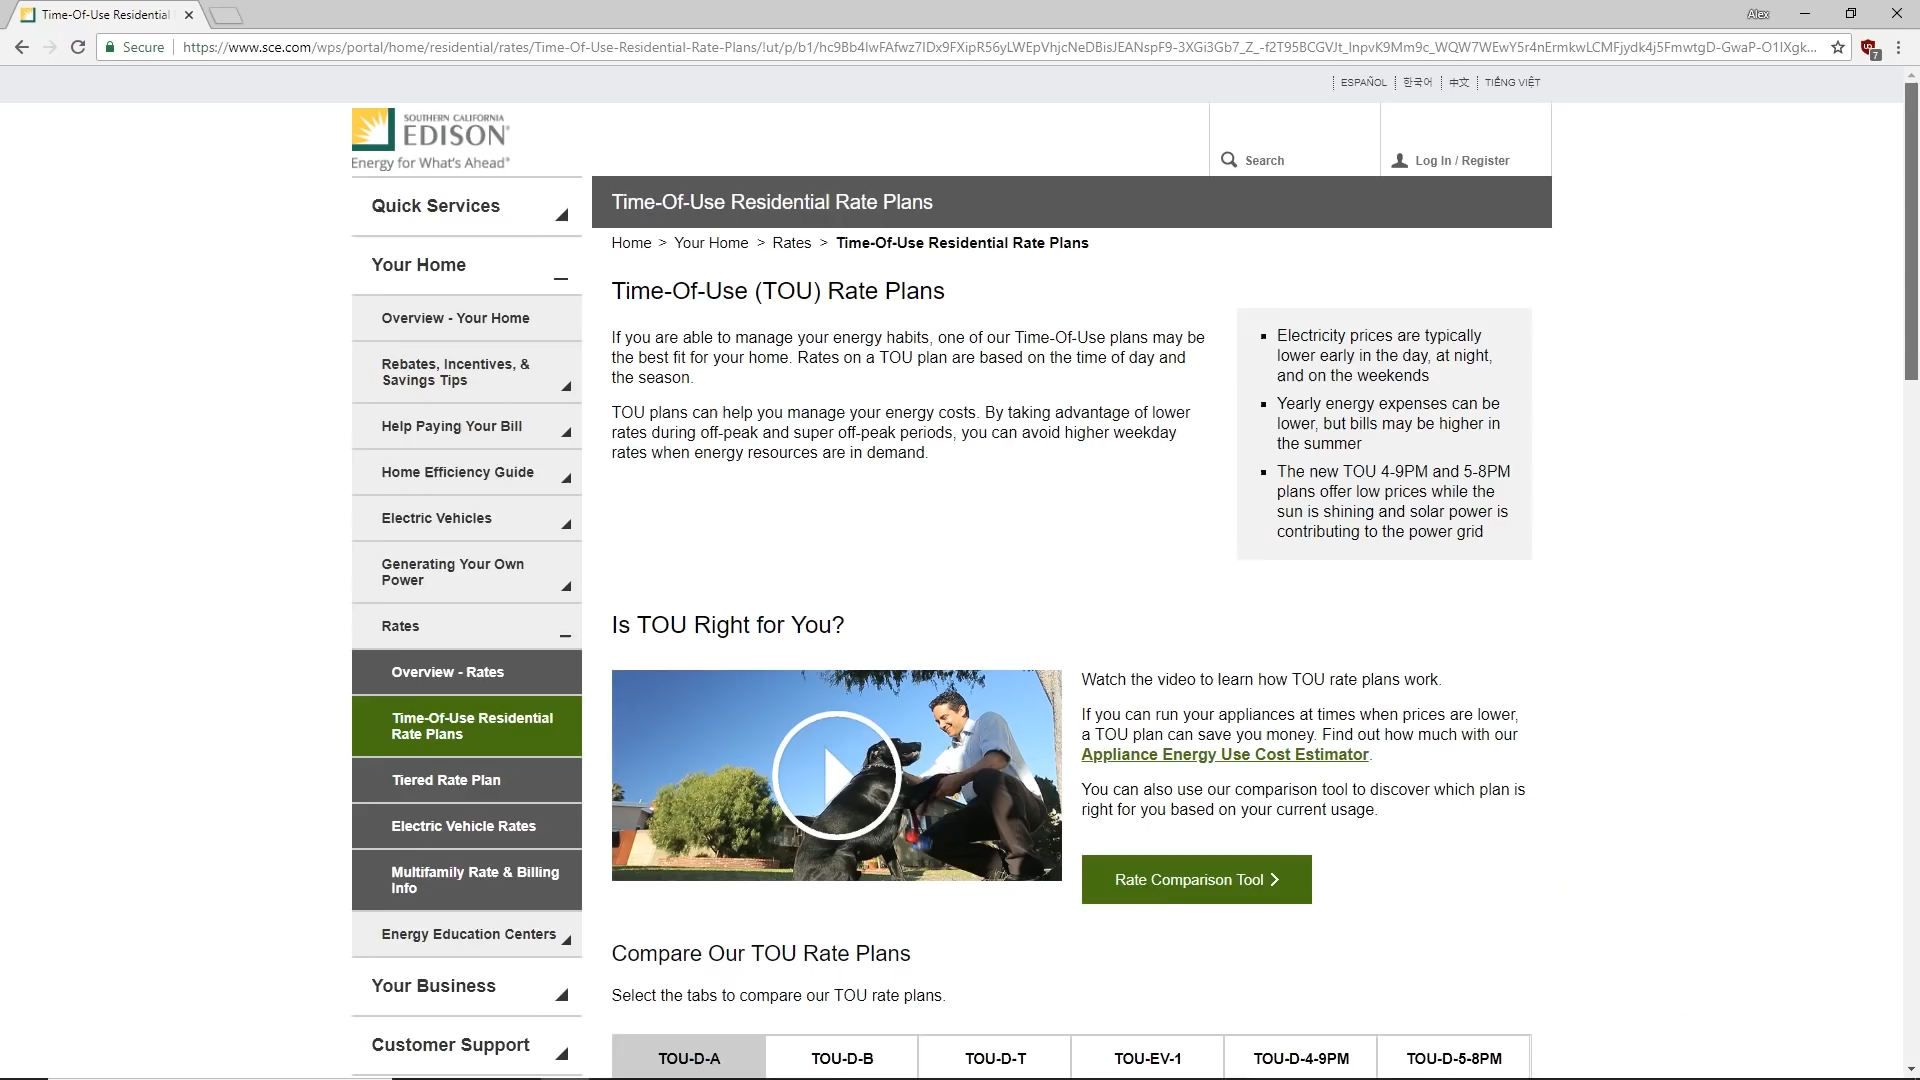 Time-Of-Use Residential
Alex
Secure
https://www.sce.com/wps/portal/home/residential/rates/Time-Of-Use-Residential-Rate-Plans/!ut/p/b1/
ESPAÑOL 한국어 中文 TIẾNG VIỆT
SOUTHERN CALIFORNIA
EDISON®
Energy for What's Ahead®
Search
Log In / Register
Quick Services
Your Home
Overview - Your Home
Rebates, Incentives, &
Savings Tips
Help Paying Your Bill
Home Efficiency Guide
Electric Vehicles
Generating Your Own
Power
Rates
Overview - Rates
Time-Of-Use Residential
Rate Plans
Tiered Rate Plan
Electric Vehicle Rates
Multifamily Rate & Billing
Info
Energy Education Centers
Your Business
Customer Support
Time-Of-Use Residential Rate Plans
Home > Your Home > Rates > Time-Of-Use Residential Rate Plans
Time-Of-Use (TOU) Rate Plans
If you are able to manage your energy habits, one of our Time-Of-Use plans may be
the best fit for your home. Rates on a TOU plan are based on the time of day and
the season.
TOU plans can help you manage your energy costs. By taking advantage of lower
rates during off-peak and super off-peak periods, you can avoid higher weekday
rates when energy resources are in demand.
Electricity prices are typically
lower early in the day, at night,
and on the weekends
Yearly energy expenses can be
lower, but bills may be higher in
the summer
The new TOU 4-9PM and 5-8PM
plans offer low prices while the
sun is shining and solar power is
contributing to the power grid
Is TOU Right for You?
Watch the video to learn how TOU rate plans work.
If you can run your appliances at times when prices are lower,
a TOU plan can save you money. Find out how much with our
Appliance Energy Use Cost Estimator.
You can also use our comparison tool to discover which plan is
right for you based on your current usage.
Rate Comparison Tool
Compare Our TOU Rate Plans
Select the tabs to compare our TOU rate plans.
TOU-D-A TOU-D-B TOU-D-T TOU-EV-1 TOU-D-4-9PM TOU-D-5-8PM